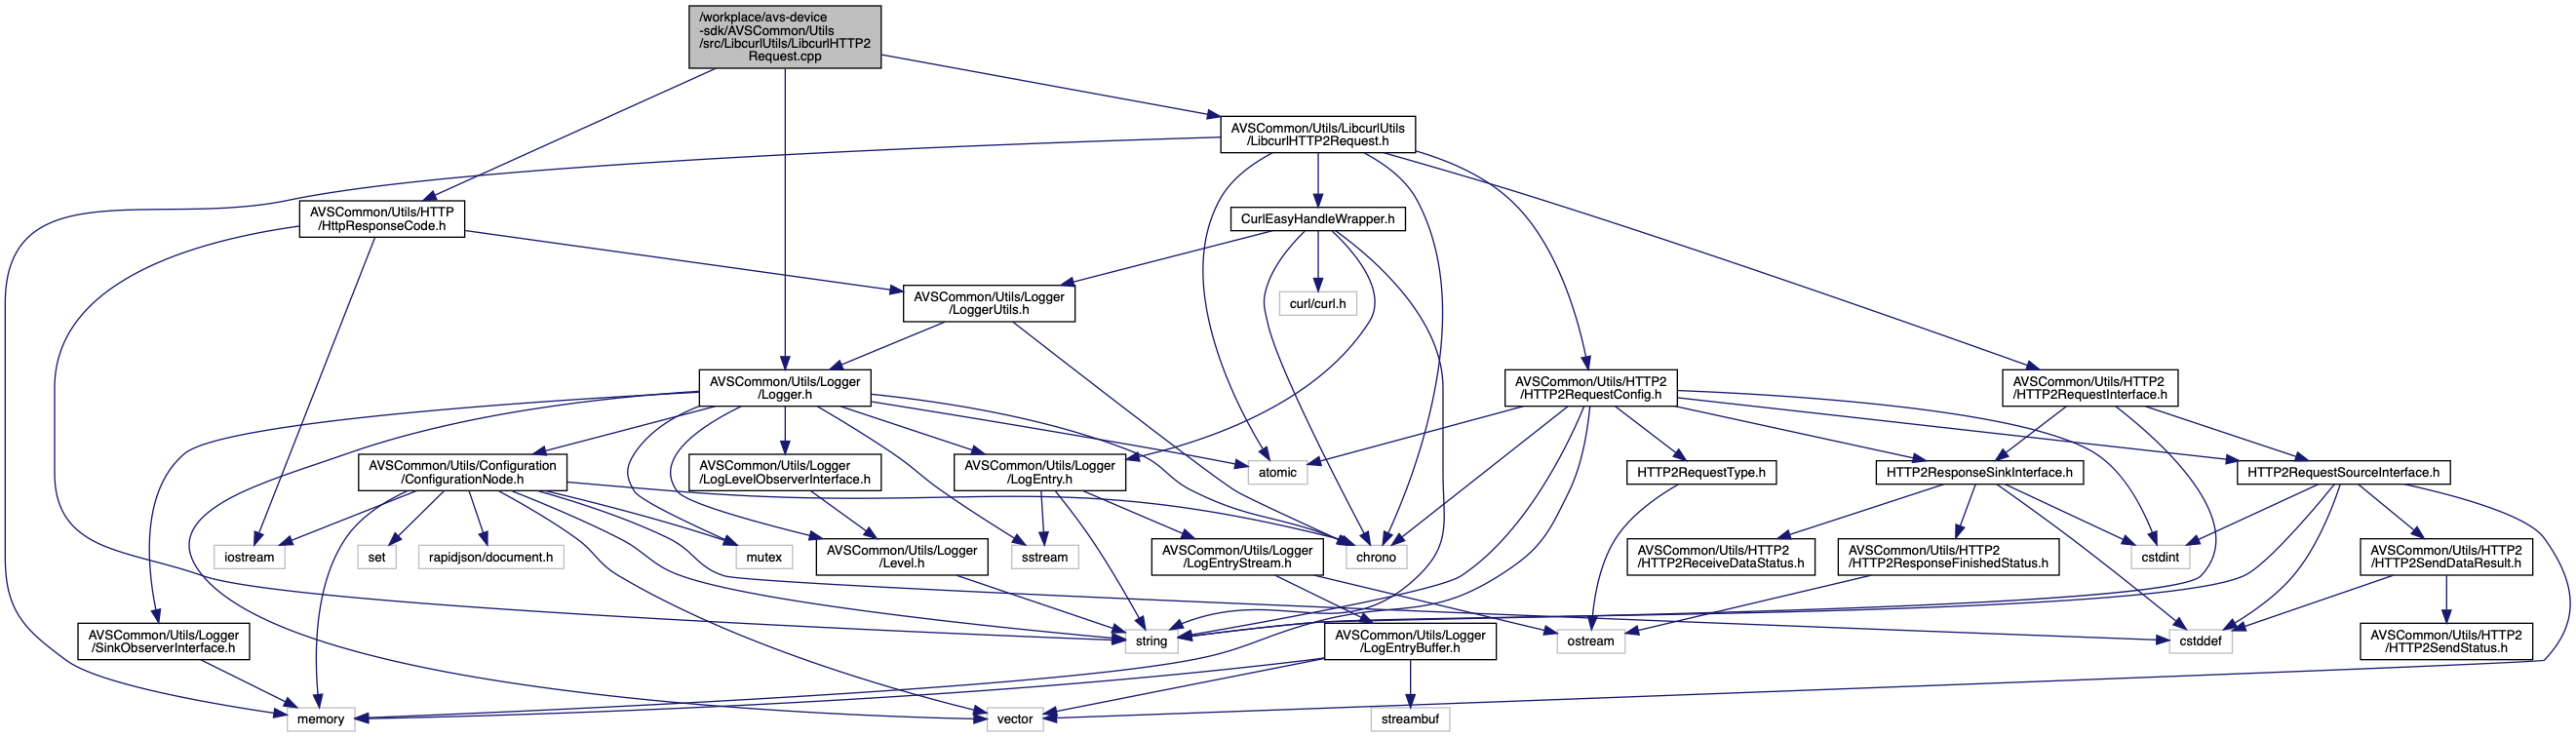 /workplace/avs-device
-sdk/AVSCommon/Utils
/src/LibcurlUtils/LibcurlHTTP2
Request.cpp
AVSCommon/Utils/LibcurlUtils
/LibcurlHTTP2Request.h
AVSCommon/Utils/HTTP
/HttpResponseCode.h
CurlEasyHandleWrapper.h
AVSCommon/Utils/Logger
/LoggerUtils.h
curl/curl.h
AVSCommon/Utils/Logger
/Logger.h
AVSCommon/Utils/HTTP2
/HTTP2RequestConfig.h
AVSCommon/Utils/HTTP2
/HTTP2RequestInterface.h
AVSCommon/Utils/Configuration
/ConfigurationNode.h
AVSCommon/Utils/Logger
/LogLevelObserverInterface.h
AVSCommon/Utils/Logger
/LogEntry.h
atomic
HTTP2RequestType.h
HTTP2ResponseSinkInterface.h
HTTP2RequestSourceInterface.h
iostream
set
rapidjson/document.h
mutex
AVSCommon/Utils/Logger
/Level.h
sstream
AVSCommon/Utils/Logger
/LogEntryStream.h
chrono
AVSCommon/Utils/HTTP2
/HTTP2ReceiveDataStatus.h
AVSCommon/Utils/HTTP2
/HTTP2ResponseFinishedStatus.h
cstdint
AVSCommon/Utils/HTTP2
/HTTP2SendDataResult.h
AVSCommon/Utils/Logger
/SinkObserverInterface.h
string
AVSCommon/Utils/Logger
/LogEntryBuffer.h
ostream
cstddef
AVSCommon/Utils/HTTP2
/HTTP2SendStatus.h
memory
vector
streambuf